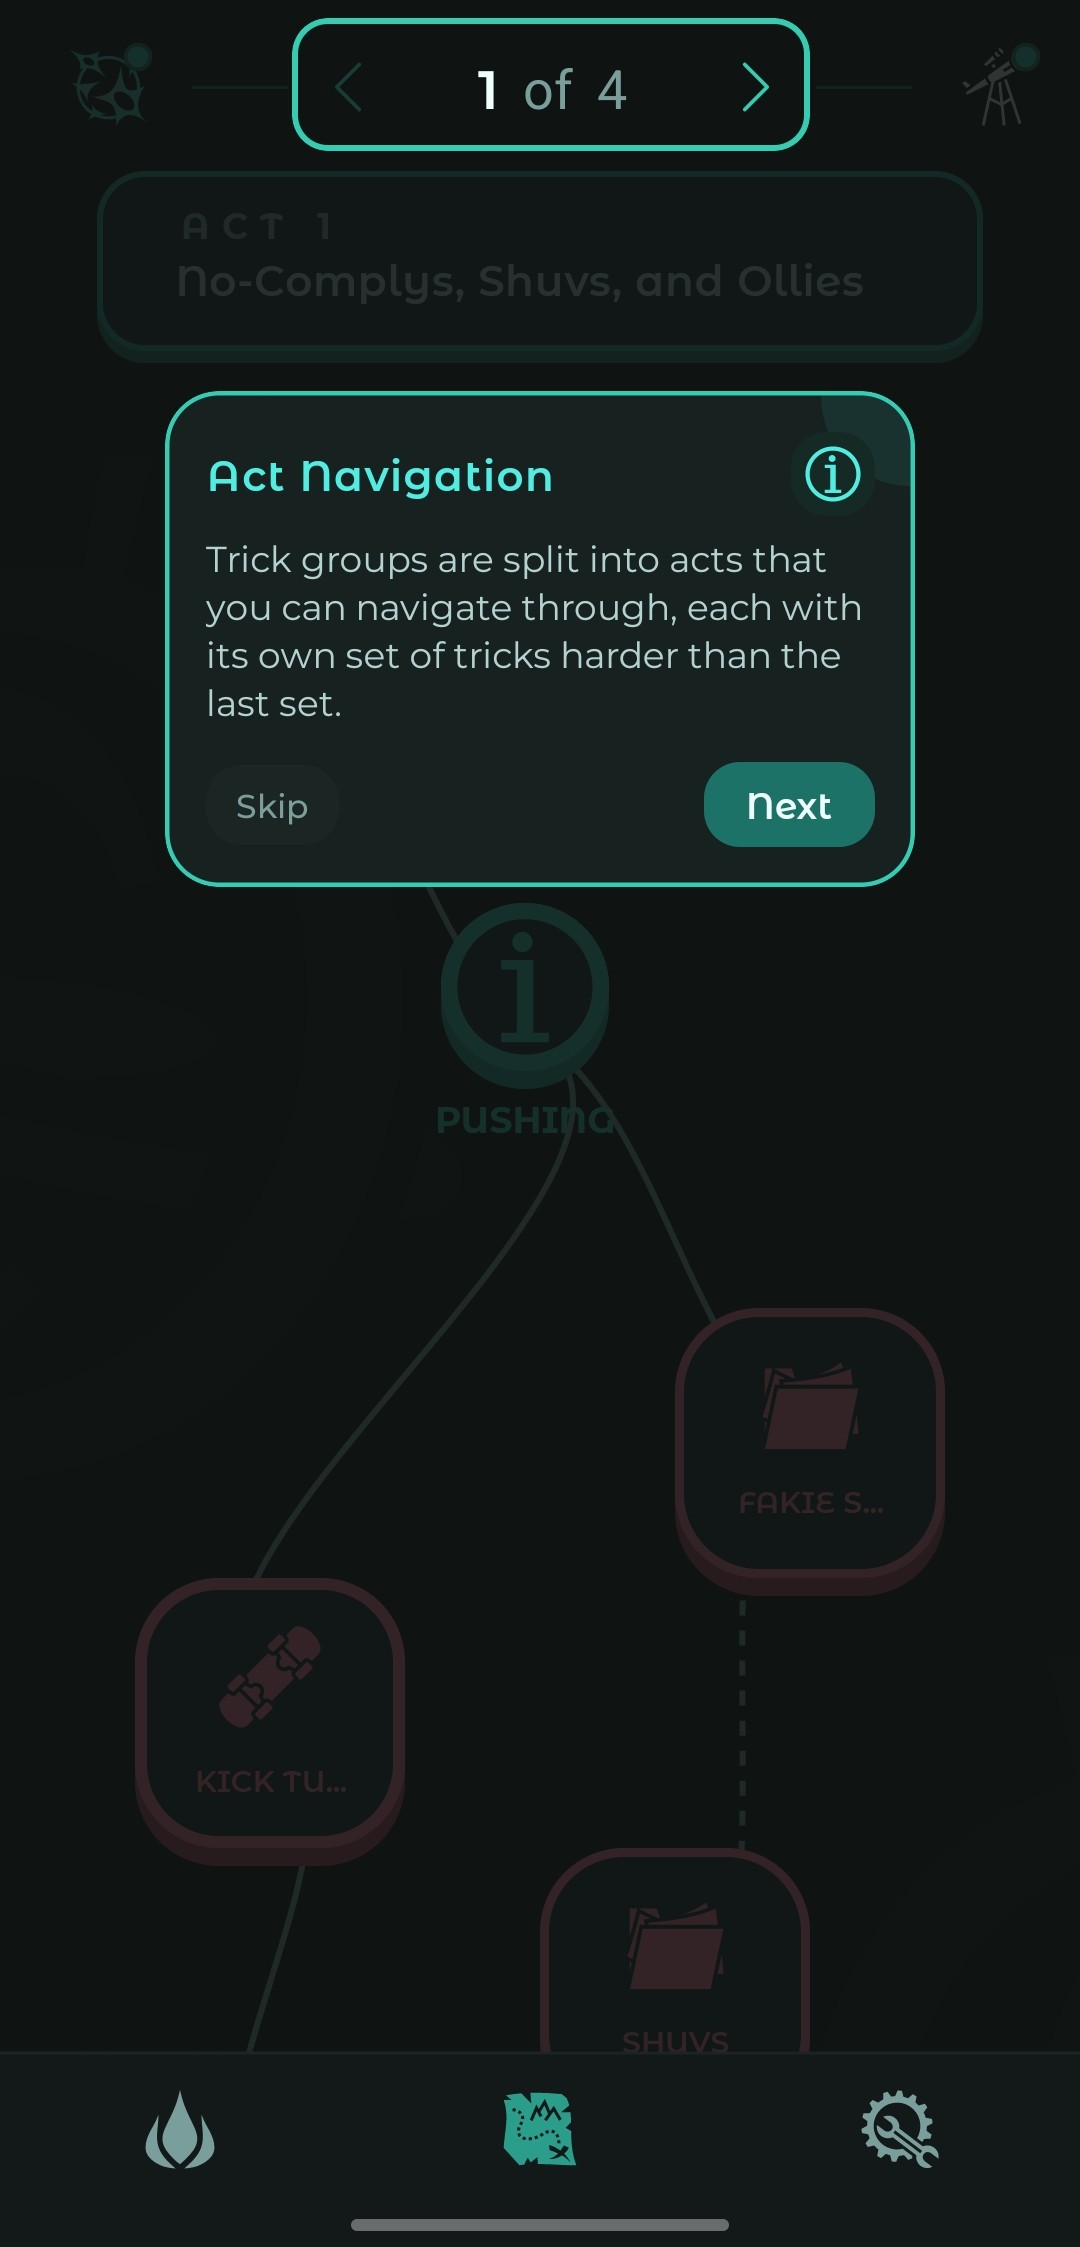 1 of 4
ACT 1
No-Complys, Shuvs, and Ollies
Act Navigation
Trick groups are split into acts that
you can navigate through, each with
its own set of tricks harder than the
last set.
Skip
Next
PUSHING
FAKIE S...
KICK TU...
SHUVS